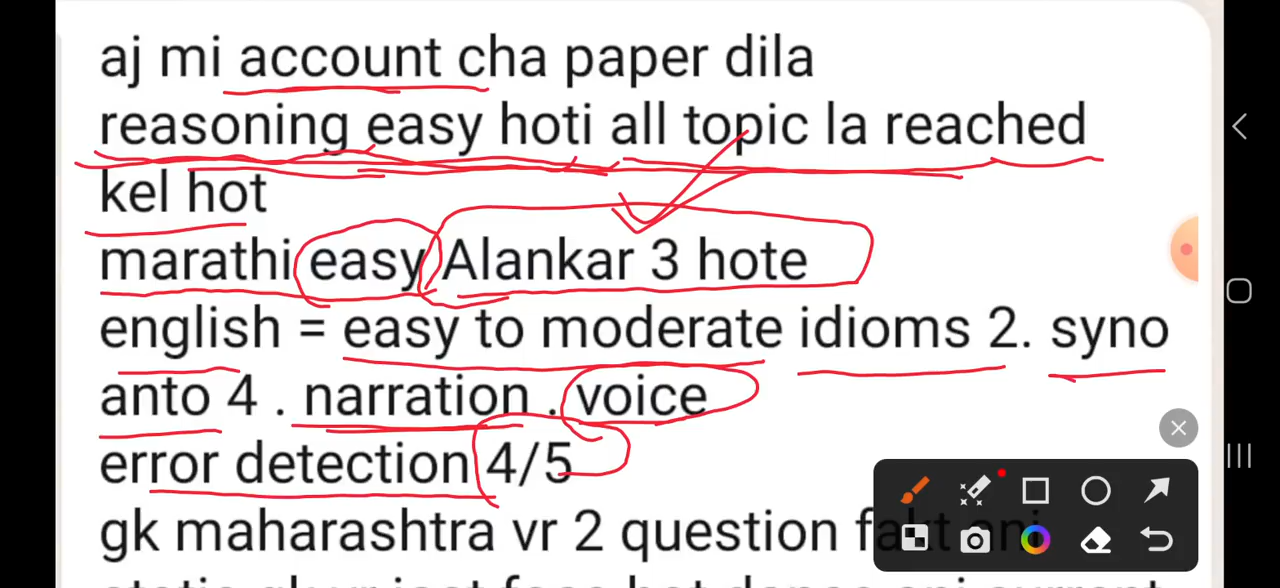 aj mi account cha paper dila
reasoning easy hoti all topic la reached
kel hot
marathi easy Alankar 3 hote
english = easy to moderate idioms 2. syno
anto 4 . narration . voice
error detection 4/5
gk maharashtra vr 2 question fakt ani